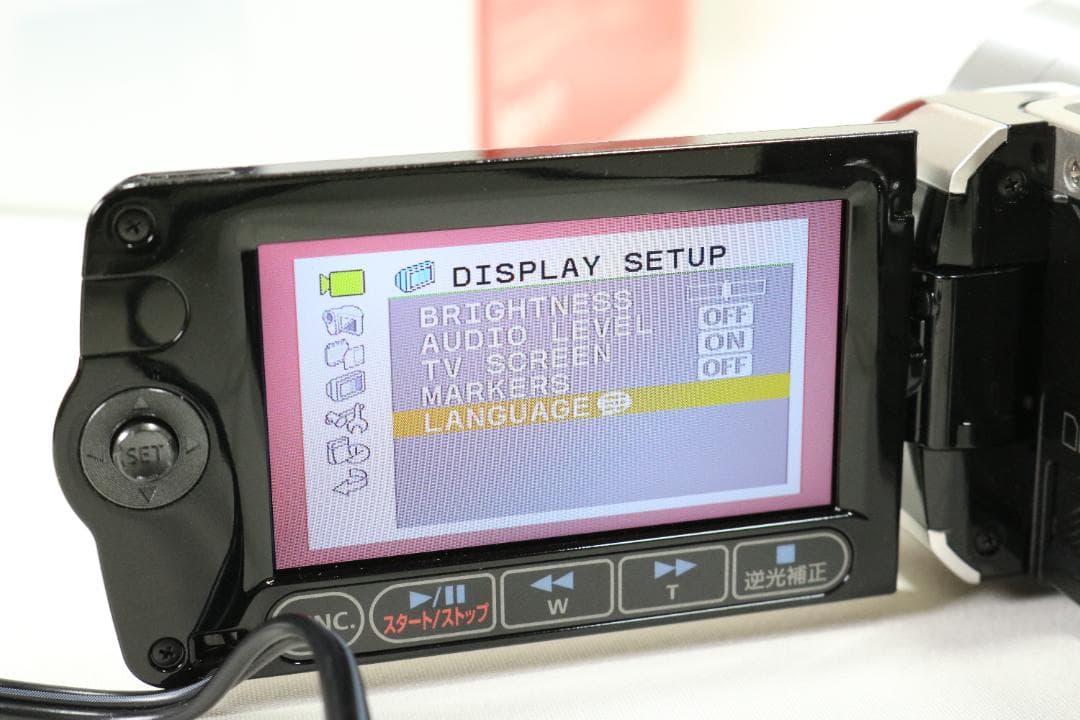 DISPLAY SETUP
BRIGHTNESS
AUDIO LEVEL OFF
TV SCREEN ON
MARKERS OFF
LANGUAGE
SET
NC.
スタート/ストップ
W
T
逆光補正
D